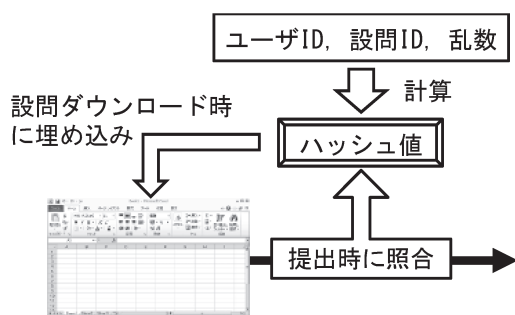 ユーザID, 設問ID, 乱数
計算
設問ダウンロード時
に埋め込み
ハッシュ値
提出時に照合